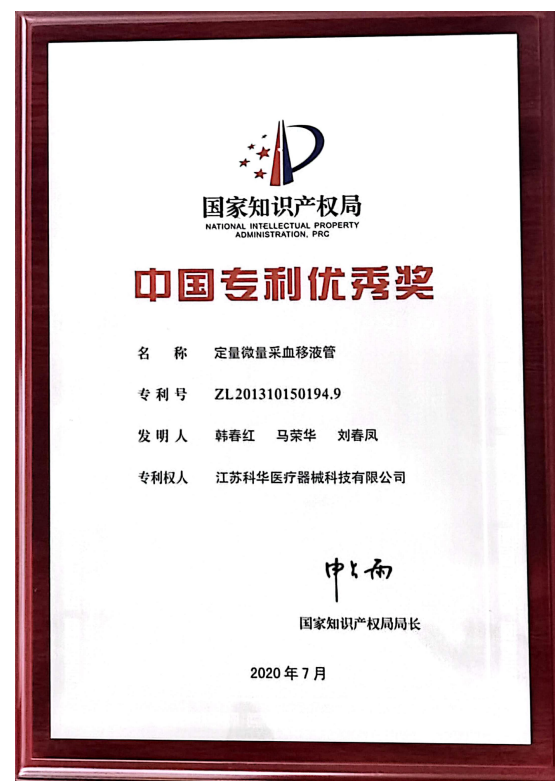 国家知识产权局
NATIONAL INTELLECTUAL PROPERTY
ADMINISTRATION, PRC
中国专利优秀奖
名 称 定量微量采血移液管
专利号 ZL201310150194.9
发明人 韩春红 马荣华 刘春凤
专利权人 江苏科华医疗器械科技有限公司
申长雨
国家知识产权局局长
2020年7月